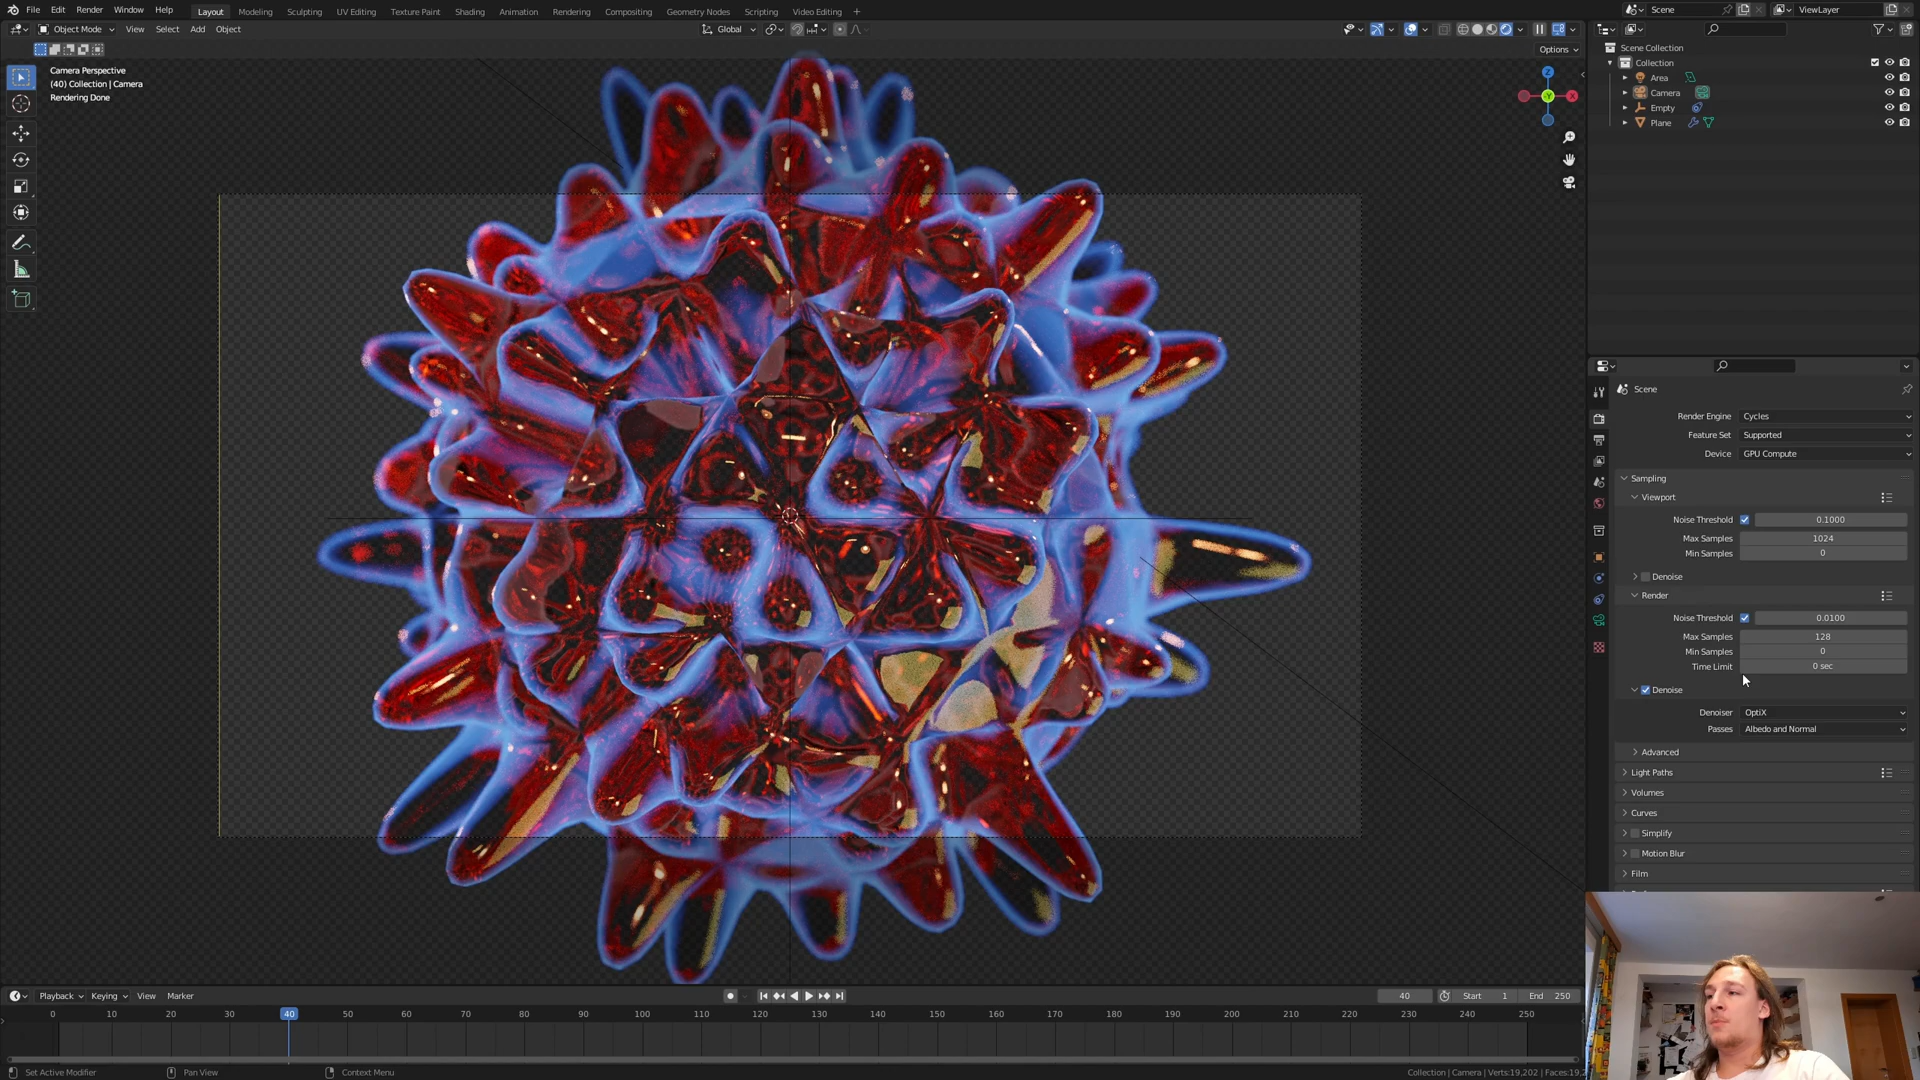 File Edit Render Window Help Layout Modeling Sculpting UV Editing Texture Paint Shading Animation Rendering Compositing Geometry Nodes Scripting Video Editing + Scene ViewLayer
Object Mode View Select Add Object Global
Options
Camera Perspective
(40) Collection | Camera
Rendering Done
Z
Y
X
Scene Collection
Collection
Area
Camera
Empty
Plane
Scene
Render Engine Cycles
Feature Set Supported
Device GPU Compute
Sampling
Viewport
Noise Threshold 0.1000
Max Samples 1024
Min Samples 0
Denoise
Render
Noise Threshold 0.0100
Max Samples 128
Min Samples 0
Time Limit 0 sec
Denoise
Denoiser OptiX
Passes Albedo and Normal
Advanced
Light Paths
Volumes
Curves
Simplify
Motion Blur
Film
Playback Keying View Marker 40 Start 1 End 250
0 10 20 30 40 50 60 70 80 90 100 110 120 130 140 150 160 170 180 190 200 210 220 230 240 250
Set Active Modifier Pan View Context Menu Collection | Camera | Verts:19,202 | Faces:19,2